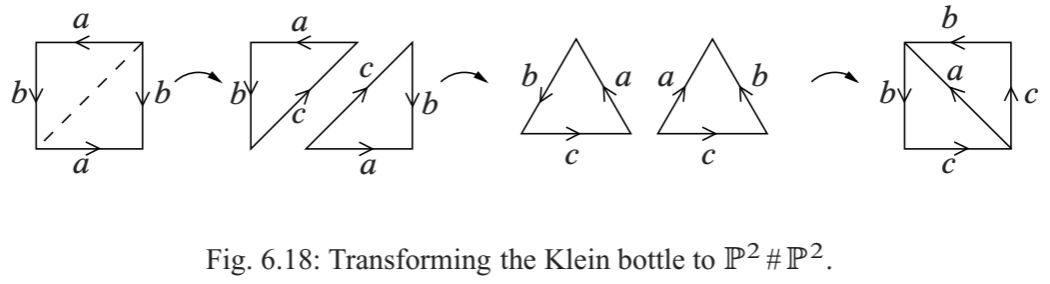 a a b
b b b c c b b a a b b a c
c
a a c c c
Fig. 6.18: Transforming the Klein bottle to ℙ² # ℙ².